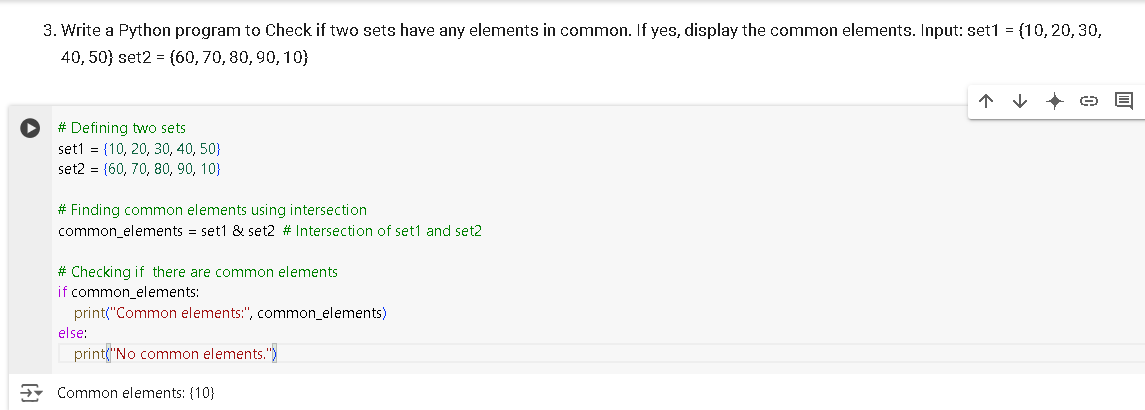 3. Write a Python program to Check if two sets have any elements in common. If yes, display the common elements. Input: set1 = {10, 20, 30,
40, 50} set2 = {60, 70, 80, 90, 10}
# Defining two sets
set1 = {10, 20, 30, 40, 50}
set2 = {60, 70, 80, 90, 10}
# Finding common elements using intersection
common_elements = set1 & set2  # Intersection of set1 and set2
# Checking if  there are common elements
if common_elements:
    print("Common elements:", common_elements)
else:
    print("No common elements.")
Common elements: {10}